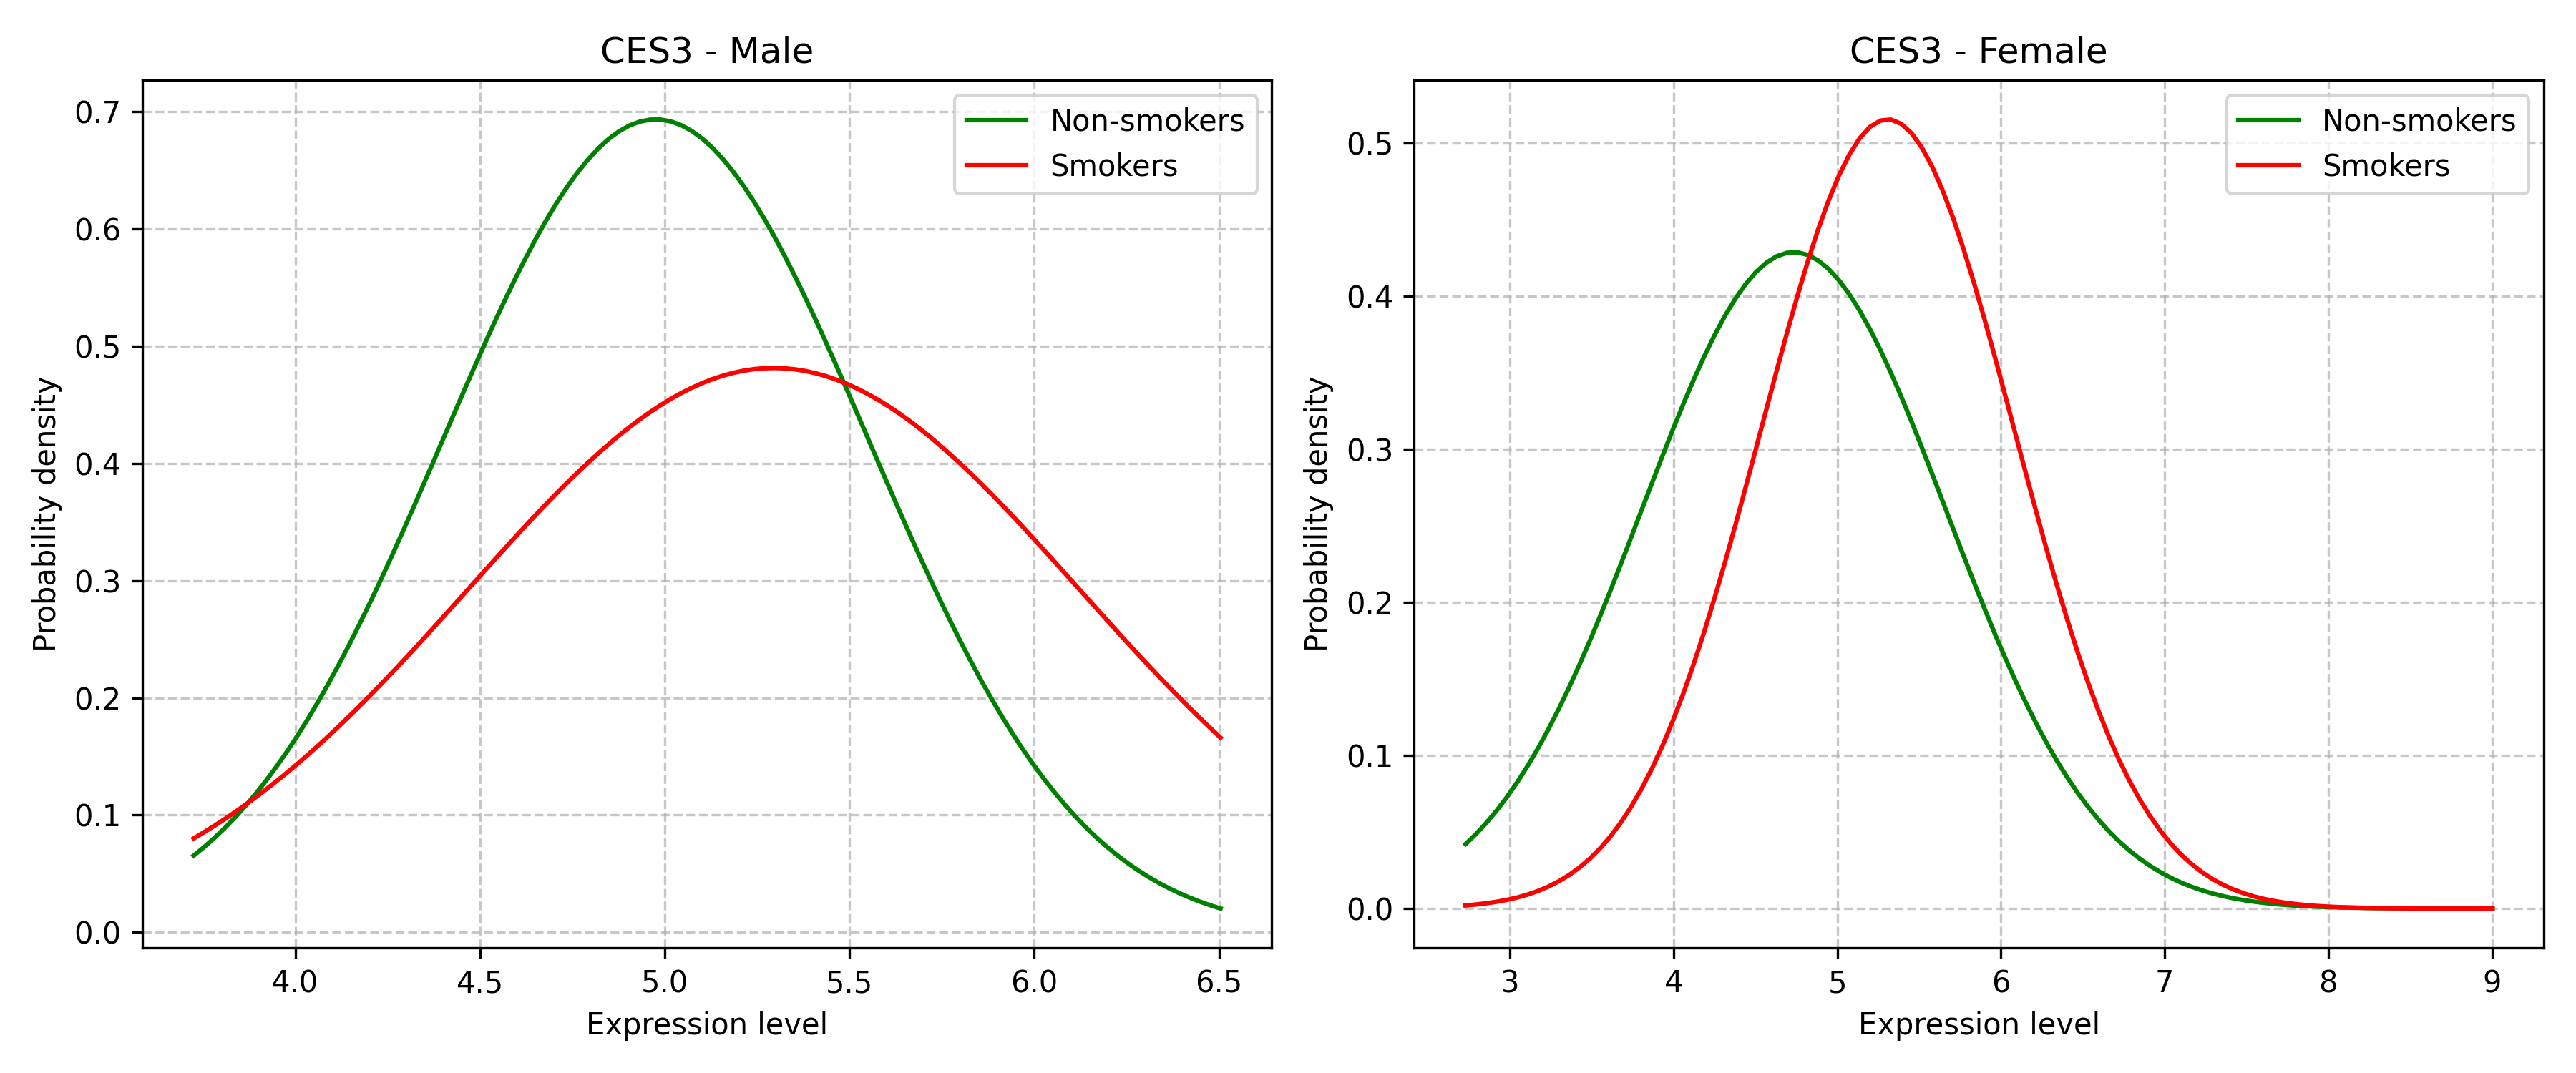 CES3 - Male
Non-smokers
Smokers
0.7
0.6
0.5
0.4
0.3
0.2
0.1
0.0
Probability density
4.0 4.5 5.0 5.5 6.0 6.5
Expression level
CES3 - Female
Non-smokers
Smokers
0.5
0.4
0.3
0.2
0.1
0.0
Probability density
3 4 5 6 7 8 9
Expression level